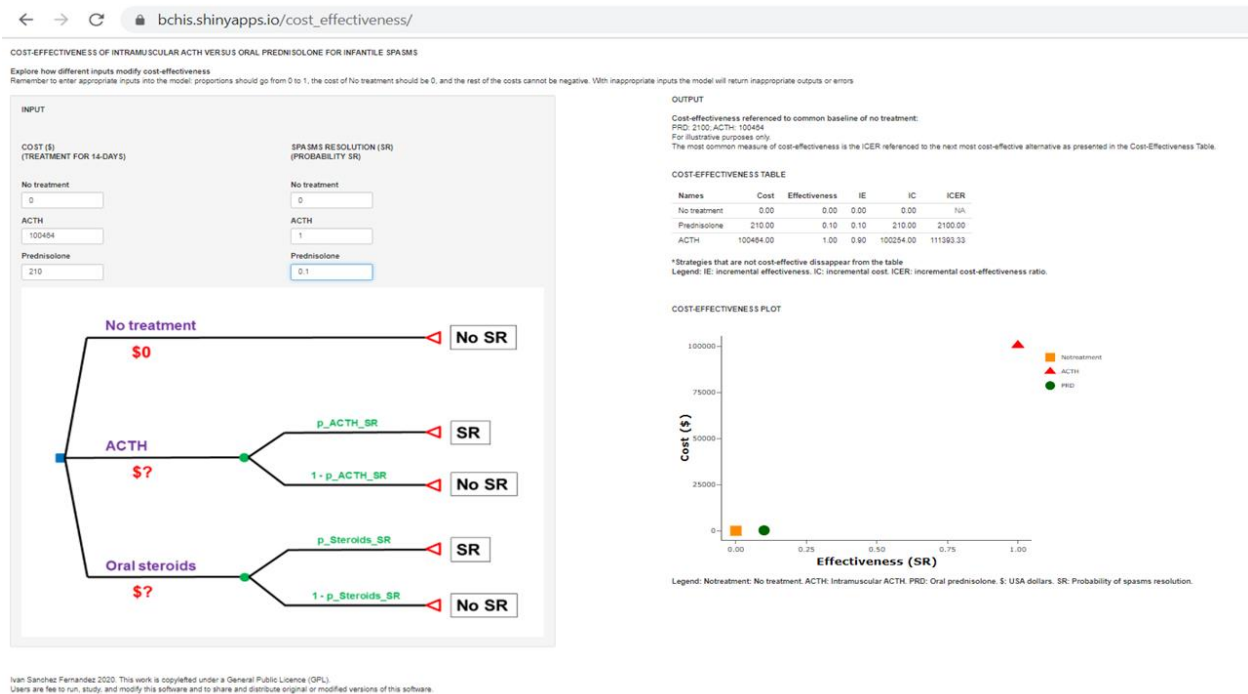 bchis.shinyapps.io/cost_effectiveness/
COST-EFFECTIVENESS OF INTRAMUSCULAR ACTH VERSUS ORAL PREDNISOLONE FOR INFANTILE SPASMS
Explore how different inputs modify cost-effectiveness
Remember to enter appropriate inputs into the model: proportions should go from 0 to 1, the cost of No treatment should be 0, and the rest of the costs cannot be negative. With inappropriate inputs the model will return inappropriate outputs or errors
INPUT
COST ($)
(TREATMENT FOR 14-DAYS)
No treatment
0
ACTH
100464
Prednisolone
210
SPASMS RESOLUTION (SR)
(PROBABILITY SR)
No treatment
0
ACTH
1
Prednisolone
0.1
No treatment
$0
No SR
ACTH
$?
p_ACTH_SR
SR
1 - p_ACTH_SR
No SR
Oral steroids
$?
p_Steroids_SR
SR
1 - p_Steroids_SR
No SR
OUTPUT
Cost-effectiveness referenced to common baseline of no treatment:
PRD: 2100; ACTH: 100464
For illustrative purposes only.
The most common measure of cost-effectiveness is the ICER referenced to the next most cost-effective alternative as presented in the Cost-Effectiveness Table.
COST-EFFECTIVENESS TABLE
Names Cost Effectiveness IE IC ICER
No treatment 0.00 0.00 0.00 0.00 NA
Prednisolone 210.00 0.10 0.10 210.00 2100.00
ACTH 100464.00 1.00 0.90 100254.00 111393.33
*Strategies that are not cost-effective dissappear from the table
Legend: IE: incremental effectiveness. IC: incremental cost. ICER: incremental cost-effectiveness ratio.
COST-EFFECTIVENESS PLOT
100000
75000
50000
25000
0
Cost ($)
0.00 0.25 0.50 0.75 1.00
Effectiveness (SR)
Notreatment
ACTH
PRD
Legend: Notreatment: No treatment. ACTH: Intramuscular ACTH. PRD: Oral prednisolone. $: USA dollars. SR: Probability of spasms resolution.
Ivan Sanchez Fernandez 2020. This work is copylefted under a General Public Licence (GPL).
Users are fee to run, study, and modify this software and to share and distribute original or modified versions of this software.